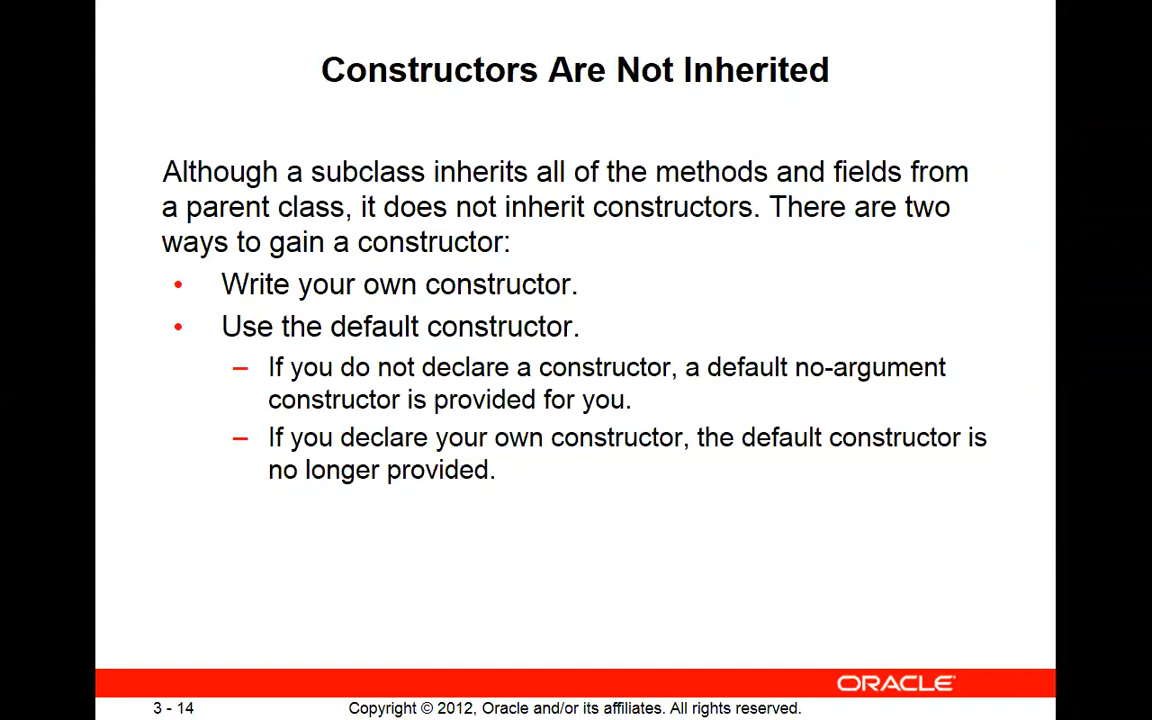 Constructors Are Not Inherited
Although a subclass inherits all of the methods and fields from
a parent class, it does not inherit constructors. There are two
ways to gain a constructor:
• Write your own constructor.
• Use the default constructor.
– If you do not declare a constructor, a default no-argument
constructor is provided for you.
– If you declare your own constructor, the default constructor is
no longer provided.
ORACLE
3 - 14 Copyright © 2012, Oracle and/or its affiliates. All rights reserved.